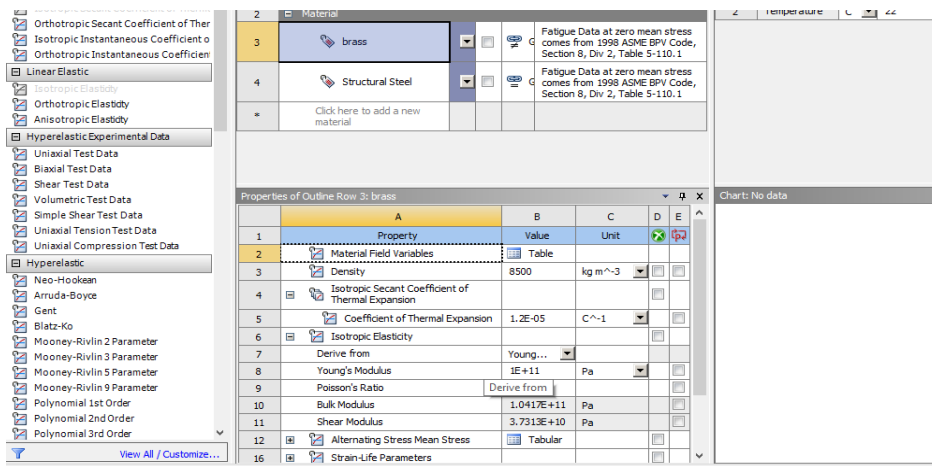 Orthotropic Secant Coefficient of Ther
Isotropic Instantaneous Coefficient o
Orthotropic Instantaneous Coefficien
Linear Elastic
Isotropic Elasticity
Orthotropic Elasticity
Anisotropic Elasticity
Hyperelastic Experimental Data
Uniaxial Test Data
Biaxial Test Data
Shear Test Data
Volumetric Test Data
Simple Shear Test Data
Uniaxial Tension Test Data
Uniaxial Compression Test Data
Hyperelastic
Neo-Hookean
Arruda-Boyce
Gent
Blatz-Ko
Mooney-Rivlin 2 Parameter
Mooney-Rivlin 3 Parameter
Mooney-Rivlin 5 Parameter
Mooney-Rivlin 9 Parameter
Polynomial 1st Order
Polynomial 2nd Order
Polynomial 3rd Order
View All / Customize...
2 Material
3 brass G Fatigue Data at zero mean stress
comes from 1998 ASME BPV Code,
Section 8, Div 2, Table 5-110.1
4 Structural Steel G Fatigue Data at zero mean stress
comes from 1998 ASME BPV Code,
Section 8, Div 2, Table 5-110.1
* Click here to add a new
material
2 Temperature C 22
Properties of Outline Row 3: brass
A B C D E
1 Property Value Unit
2 Material Field Variables Table
3 Density 8500 kg m^-3
4 Isotropic Secant Coefficient of
Thermal Expansion
5 Coefficient of Thermal Expansion 1.2E-05 C^-1
6 Isotropic Elasticity
7 Derive from Young...
8 Young's Modulus 1E+11 Pa
9 Poisson's Ratio
Derive from
10 Bulk Modulus 1.0417E+11 Pa
11 Shear Modulus 3.7313E+10 Pa
12 Alternating Stress Mean Stress Tabular
16 Strain-Life Parameters
Chart: No data